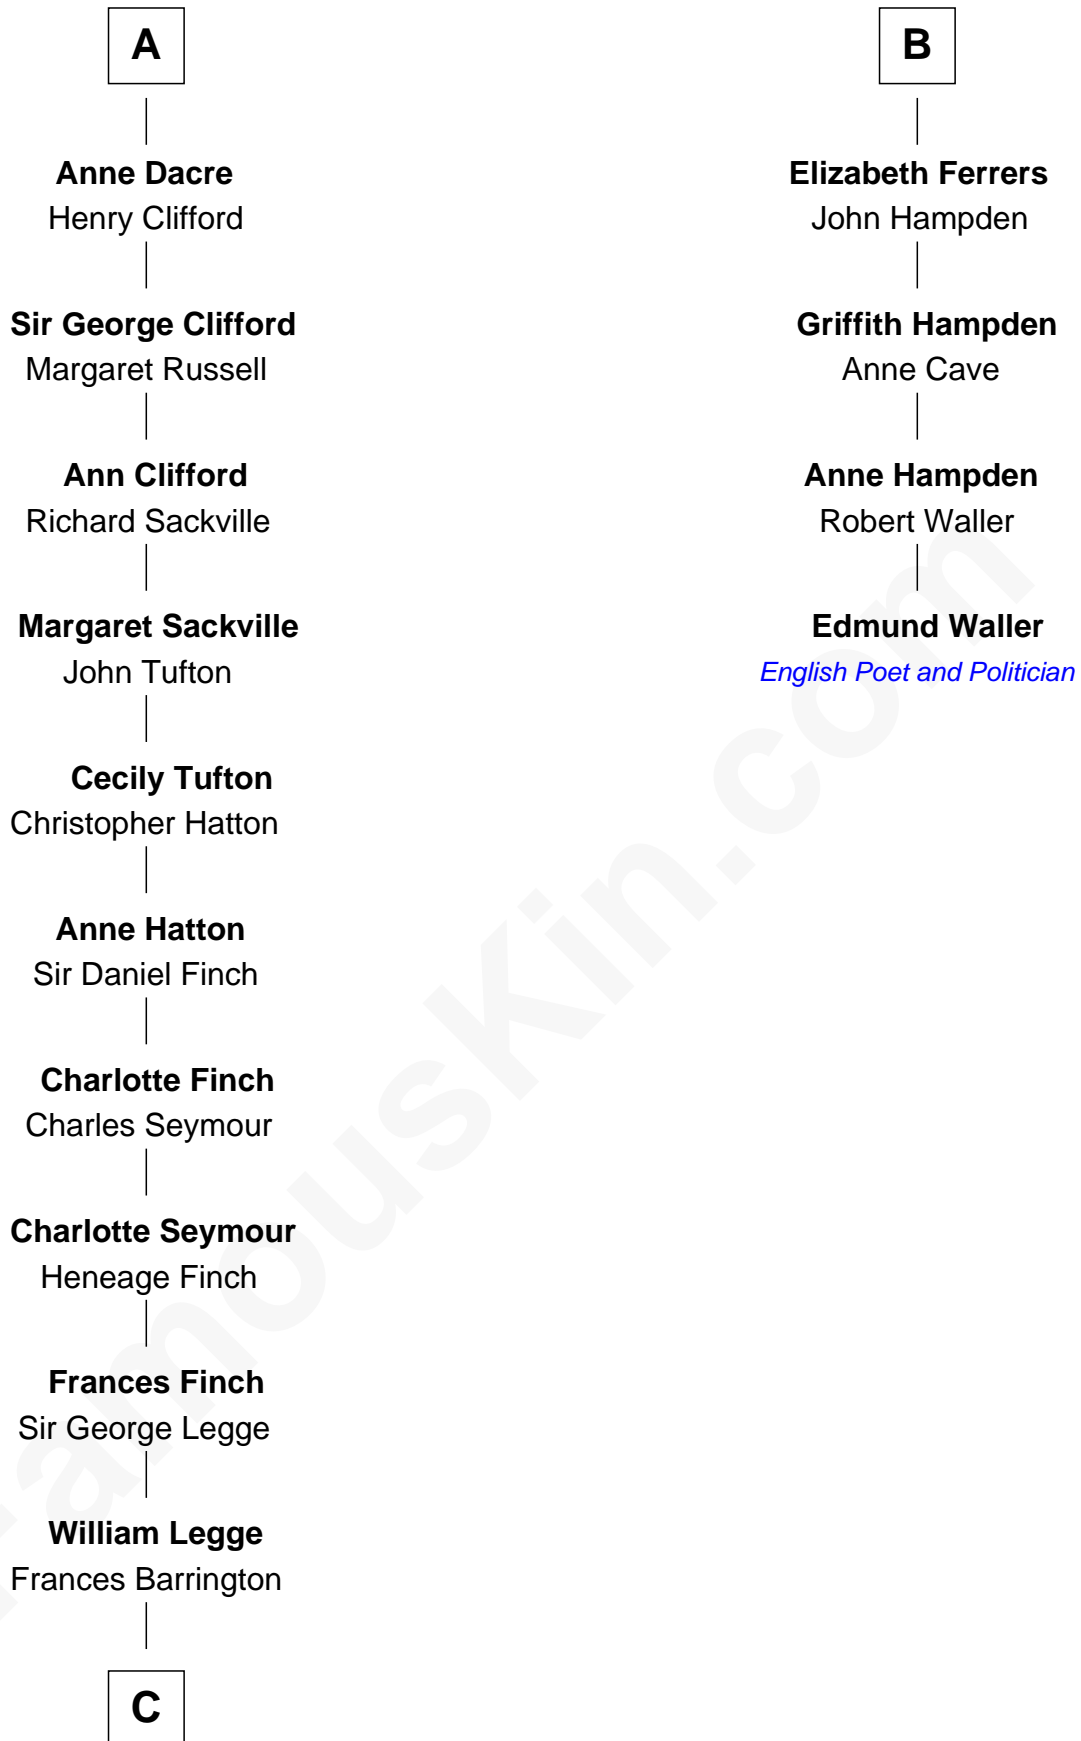 A
Anne Dacre
Henry Clifford
Sir George Clifford
Margaret Russell
Ann Clifford
Richard Sackville
Margaret Sackville
John Tufton
Cecily Tufton
Christopher Hatton
Anne Hatton
Sir Daniel Finch
Charlotte Finch
Charles Seymour
Charlotte Seymour
Heneage Finch
Frances Finch
Sir George Legge
William Legge
Frances Barrington
C
B
Elizabeth Ferrers
John Hampden
Griffith Hampden
Anne Cave
Anne Hampden
Robert Waller
Edmund Waller
English Poet and Politician
FamousKin.com